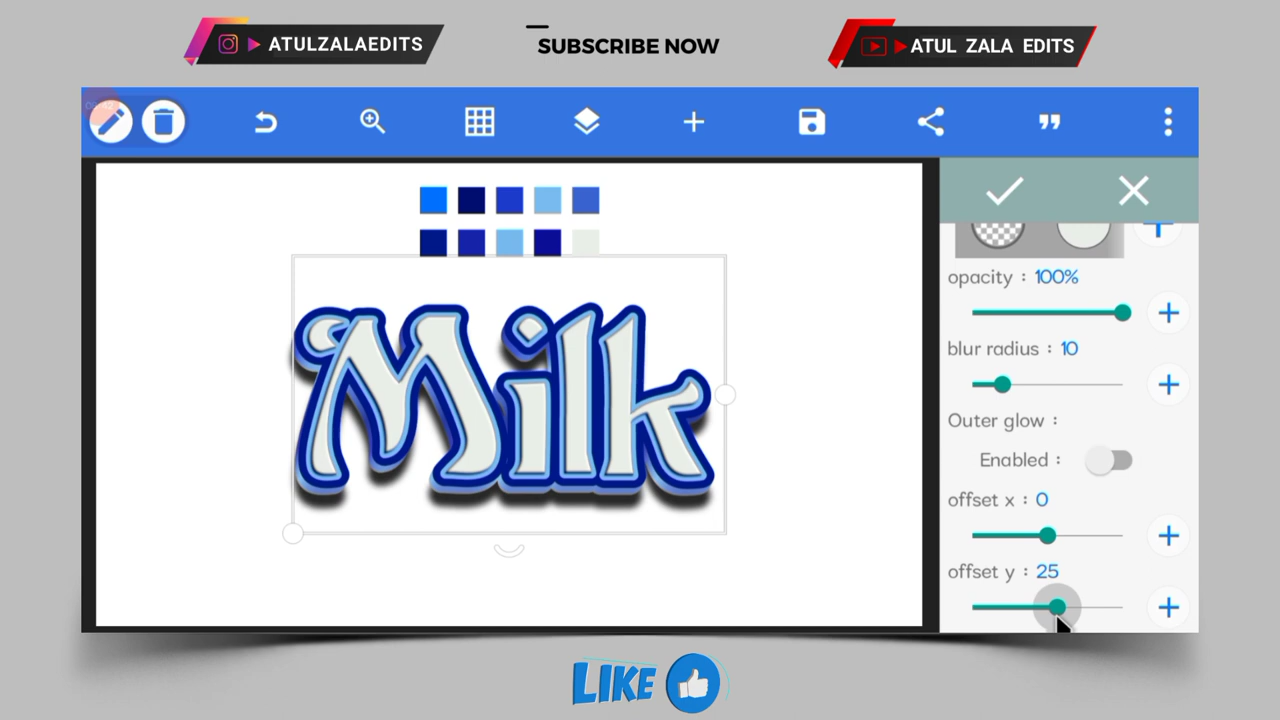 ATULZALAEDITS
SUBSCRIBE NOW
ATUL ZALA EDITS
Milk
opacity : 100%
blur radius : 10
Outer glow :
Enabled :
offset x : 0
offset y : 25
LIKE